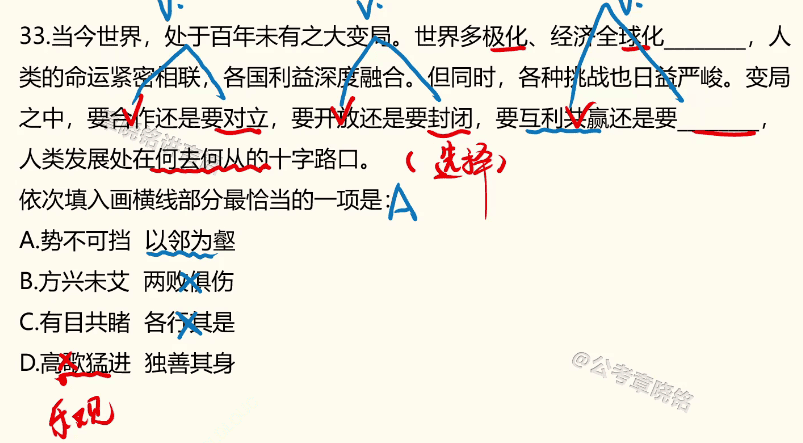 33.当今世界，处于百年未有之大变局。世界多极化、经济全球化________，人
类的命运紧密相联，各国利益深度融合。但同时，各种挑战也日益严峻。变局
之中，要合作还是要对立，要开放还是要封闭，要互利共赢还是要________，
人类发展处在何去何从的十字路口。（选择）
依次填入画横线部分最恰当的一项是：A
A.势不可挡 以邻为壑
B.方兴未艾 两败俱伤
C.有目共睹 各行其是
D.高歌猛进 独善其身
乐观
@公考章晓铭